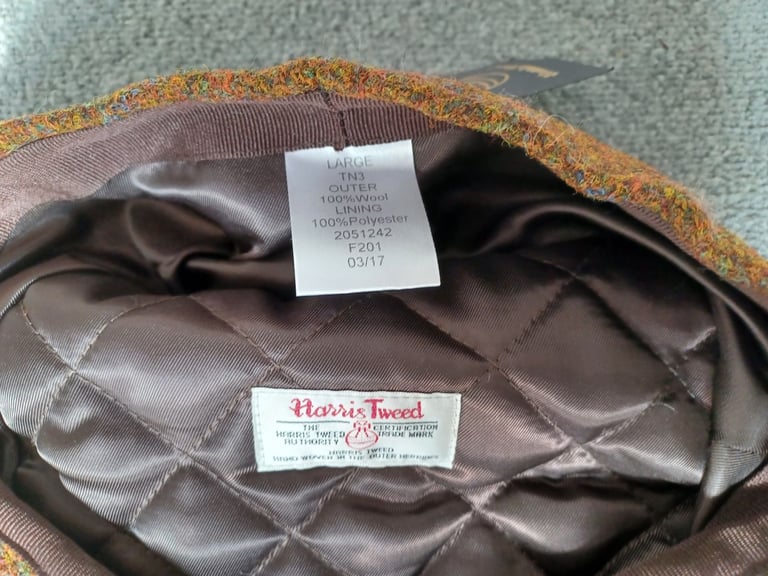 LARGE
TN3
OUTER
100%Wool
LINING
100%Polyester
2051242
F201
03/17
Harris Tweed
THE CERTIFICATION
HARRIS TWEED TRADE MARK
AUTHORITY
HARRIS TWEED
HAND WOVEN IN THE OUTER HEBRIDES